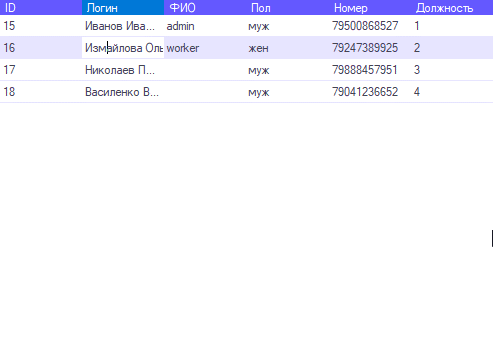 ID Логин ФИО Пол Номер Должность
15 Иванов Ива... admin муж 79500868527 1
16 Измайлова Оль worker жен 79247389925 2
17 Николаев П... муж 79888457951 3
18 Василенко В... муж 79041236652 4